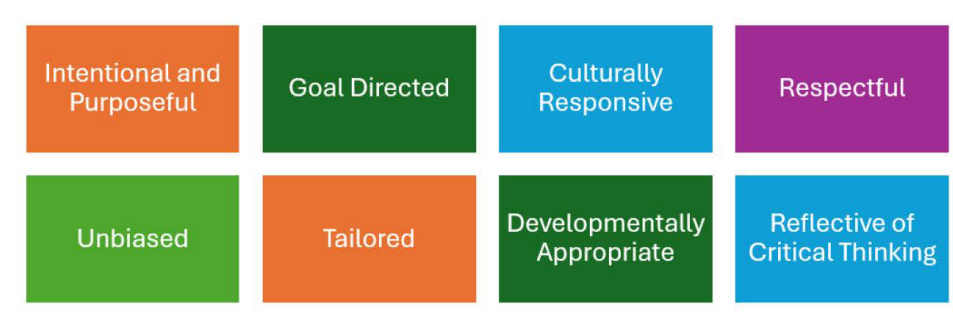 Intentional and
Purposeful
Goal Directed
Culturally
Responsive
Respectful
Unbiased
Tailored
Developmentally
Appropriate
Reflective of
Critical Thinking